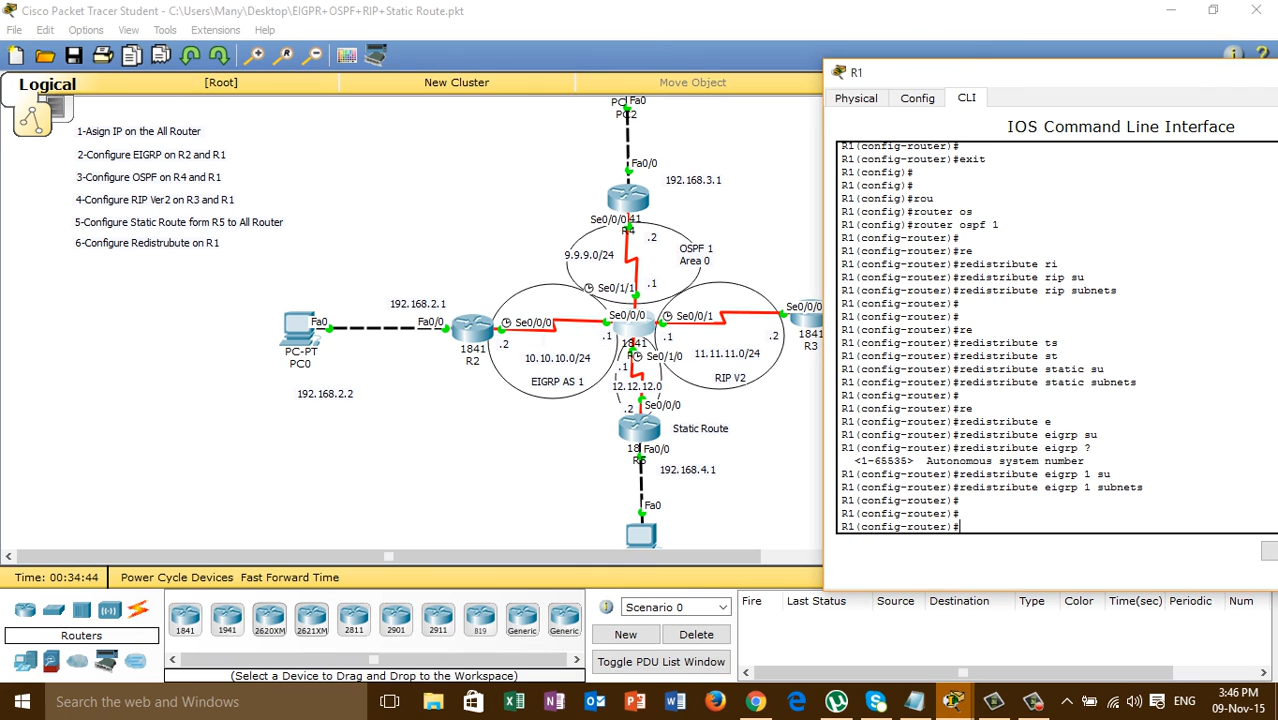 Cisco Packet Tracer Student - C:\Users\Many\Desktop\EIGPR+OSPF+RIP+Static Route.pkt
File Edit Options View Tools Extensions Help
Logical
[Root]
New Cluster
Move Object
1-Asign IP on the All Router
2-Configure EIGRP on R2 and R1
3-Configure OSPF on R4 and R1
4-Configure RIP Ver2 on R3 and R1
5-Configure Static Route form R5 to All Router
6-Configure Redistrubute on R1
Fa0
PC2
Fa0/0
192.168.3.1
Se0/0/0
R4
.2
OSPF 1
Area 0
9.9.9.0/24
.1
Se0/1/1
192.168.2.1
Fa0
Fa0/0
Se0/0/0
Se0/0/0
Se0/0/1
Se0/0/0
PC-PT
PC0
1841
R2
.2
.1
1841
.1
.2
1841
R3
10.10.10.0/24
Se0/1/0
11.11.11.0/24
.1
EIGRP AS 1
RIP V2
12.12.12.0
192.168.2.2
.2
Se0/0/0
Static Route
18
Fa0/0
192.168.4.1
Fa0
R1
Physical
Config
CLI
IOS Command Line Interface
R1(config-router)#
R1(config-router)#exit
R1(config)#
R1(config)#
R1(config)#rou
R1(config)#router os
R1(config)#router ospf 1
R1(config-router)#
R1(config-router)#re
R1(config-router)#redistribute ri
R1(config-router)#redistribute rip su
R1(config-router)#redistribute rip subnets
R1(config-router)#
R1(config-router)#
R1(config-router)#re
R1(config-router)#redistribute ts
R1(config-router)#redistribute st
R1(config-router)#redistribute static su
R1(config-router)#redistribute static subnets
R1(config-router)#
R1(config-router)#re
R1(config-router)#redistribute e
R1(config-router)#redistribute eigrp su
R1(config-router)#redistribute eigrp ?
<1-65535> Autonomous system number
R1(config-router)#redistribute eigrp 1 su
R1(config-router)#redistribute eigrp 1 subnets
R1(config-router)#
R1(config-router)#
R1(config-router)#
Time: 00:34:44
Power Cycle Devices Fast Forward Time
Routers
1841 1941 2620XM 2621XM 2811 2901 2911 819 Generic Generic
(Select a Device to Drag and Drop to the Workspace)
Scenario 0
New
Delete
Toggle PDU List Window
Fire Last Status Source Destination Type Color Time(sec) Periodic Num
Search the web and Windows
ENG
3:46 PM
09-Nov-15